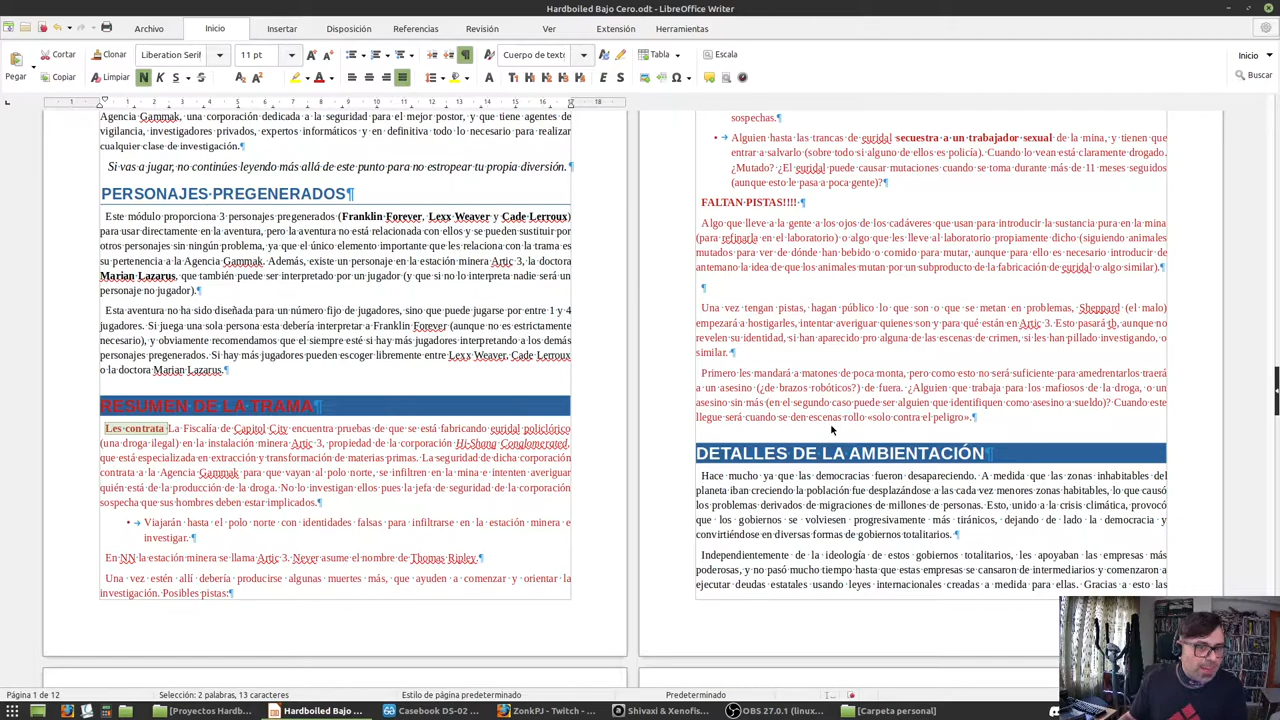 Hardboiled Bajo Cero.odt - LibreOffice Writer
Archivo Inicio Insertar Disposición Referencias Revisión Ver Extensión Herramientas
Pegar Cortar Clonar Liberation Serif 11 pt Cuerpo de texto Tabla Escala Inicio
Copiar Limpiar Buscar
Agencia Gammak, una corporación dedicada a la seguridad para el mejor postor, y que tiene agentes de
vigilancia, investigadores privados, expertos informáticos y en definitiva todo lo necesario para realizar
cualquier clase de investigación.¶
Si vas a jugar, no continúes leyendo más allá de este punto para no estropear tu propia diversión.¶
PERSONAJES PREGENERADOS¶
Este módulo proporciona 3 personajes pregenerados (Franklin Forever, Lexx Weaver y Cade Lerroux)
para usar directamente en la aventura, pero la aventura no está relacionada con ellos y se pueden sustituir por
otros personajes sin ningún problema, ya que el único elemento importante que les relaciona con la trama es
su pertenencia a la Agencia Gammak. Además, existe un personaje en la estación minera Artic 3, la doctora
Marian Lazarus, que también puede ser interpretado por un jugador (y que si no lo interpreta nadie será un
personaje no jugador).¶
Esta aventura no ha sido diseñada para un número fijo de jugadores, sino que puede jugarse por entre 1 y 4
jugadores. Si juega una sola persona esta debería interpretar a Franklin Forever (aunque no es estrictamente
necesario), y obviamente recomendamos que el siempre esté si hay más jugadores interpretando a los demás
personajes pregenerados. Si hay más jugadores pueden escoger libremente entre Lexx Weaver, Cade Lerroux
o la doctora Marian Lazarus.¶
RESUMEN DE LA TRAMA¶
Les contrata La Fiscalía de Capitol City encuentra pruebas de que se está fabricando euridal policlórico
(una droga ilegal) en la instalación minera Artic 3, propiedad de la corporación Hi-Shang Conglomerated,
que está especializada en extracción y transformación de materias primas. La seguridad de dicha corporación
contrata a la Agencia Gammak para que vayan al polo norte, se infiltren en la mina e intenten averiguar
quién está de la producción de la droga. No lo investigan ellos pues la jefa de seguridad de la corporación
sospecha que sus hombres deben estar implicados.¶
• Viajarán hasta el polo norte con identidades falsas para infiltrarse en la estación minera e
investigar. ¶
En NN la estación minera se llama Artic 3. Never asume el nombre de Thomas Ripley.¶
Una vez estén allí debería producirse algunas muertes más, que ayuden a comenzar y orientar la
investigación. Posibles pistas:¶
sospechas.¶
• Alguien hasta las trancas de euridal secuestra a un trabajador sexual de la mina, y tienen que
entrar a salvarlo (sobre todo si alguno de ellos es policía). Cuando lo vean está claramente drogado.
¿Mutado? ¿El euridal puede causar mutaciones cuando se toma durante más de 11 meses seguidos
(aunque esto le pasa a poca gente)?¶
FALTAN PISTAS!!!! ¶
Algo que lleve a la gente a los ojos de los cadáveres que usan para introducir la sustancia pura en la mina
(para refinarla en el laboratorio) o algo que les lleve al laboratorio propiamente dicho (siguiendo animales
mutados para ver de dónde han bebido o comido para mutar, aunque para ello es necesario introducir de
antemano la idea de que los animales mutan por un subproducto de la fabricación de euridal o algo similar).¶
¶
Una vez tengan pistas, hagan público lo que son o que se metan en problemas, Sheppard (el malo)
empezará a hostigarles, intentar averiguar quienes son y para qué están en Artic 3. Esto pasará tb, aunque no
revelen su identidad, si han aparecido pro alguna de las escenas de crimen, si les han pillado investigando, o
similar. ¶
Primero les mandará a matones de poca monta, pero como esto no será suficiente para amedrentarlos traerá
a un asesino (¿de brazos robóticos?) de fuera. ¿Alguien que trabaja para los mafiosos de la droga, o un
asesino sin más (en el segundo caso puede ser alguien que identifiquen como asesino a sueldo)? Cuando este
llegue será cuando se den escenas rollo «solo contra el peligro».¶
DETALLES DE LA AMBIENTACIÓN¶
Hace mucho ya que las democracias fueron desapareciendo. A medida que las zonas inhabitables del
planeta iban creciendo la población fue desplazándose a las cada vez menores zonas habitables, lo que causó
los problemas derivados de migraciones de millones de personas. Esto, unido a la crisis climática, provocó
que los gobiernos se volviesen progresivamente más tiránicos, dejando de lado la democracia y
convirtiéndose en diversas formas de gobiernos totalitarios. ¶
Independientemente de la ideología de estos gobiernos totalitarios, les apoyaban las empresas más
poderosas, y no pasó mucho tiempo hasta que estas empresas se cansaron de intermediarios y comenzaron a
ejecutar deudas estatales usando leyes internacionales creadas a medida para ellas. Gracias a esto las
Página 1 de 12 Selección: 2 palabras, 13 caracteres Estilo de página predeterminado Predeterminado
[Proyectos Hardb... Hardboiled Bajo ... Casebook DS-02 ... ZonkPJ - Twitch - ... Shivaxi & Xenofis... OBS 27.0.1 (linux... [Carpeta personal]